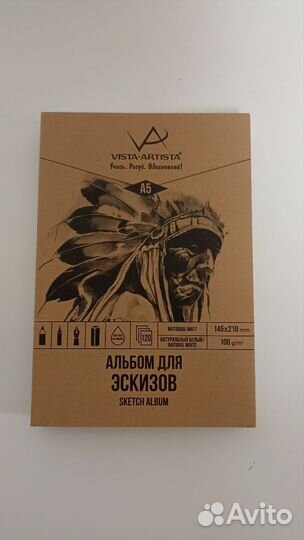 VISTA-ARTISTA®
Учись. Рисуй. Вдохновляй!
A5
МАТОВАЯ/MATT
145x210 mm
120
НАТУРАЛЬНЫЙ БЕЛЫЙ/
NATURAL WHITE
100 g/m²
АЛЬБОМ ДЛЯ
ЭСКИЗОВ
SKETCH ALBUM
Avito